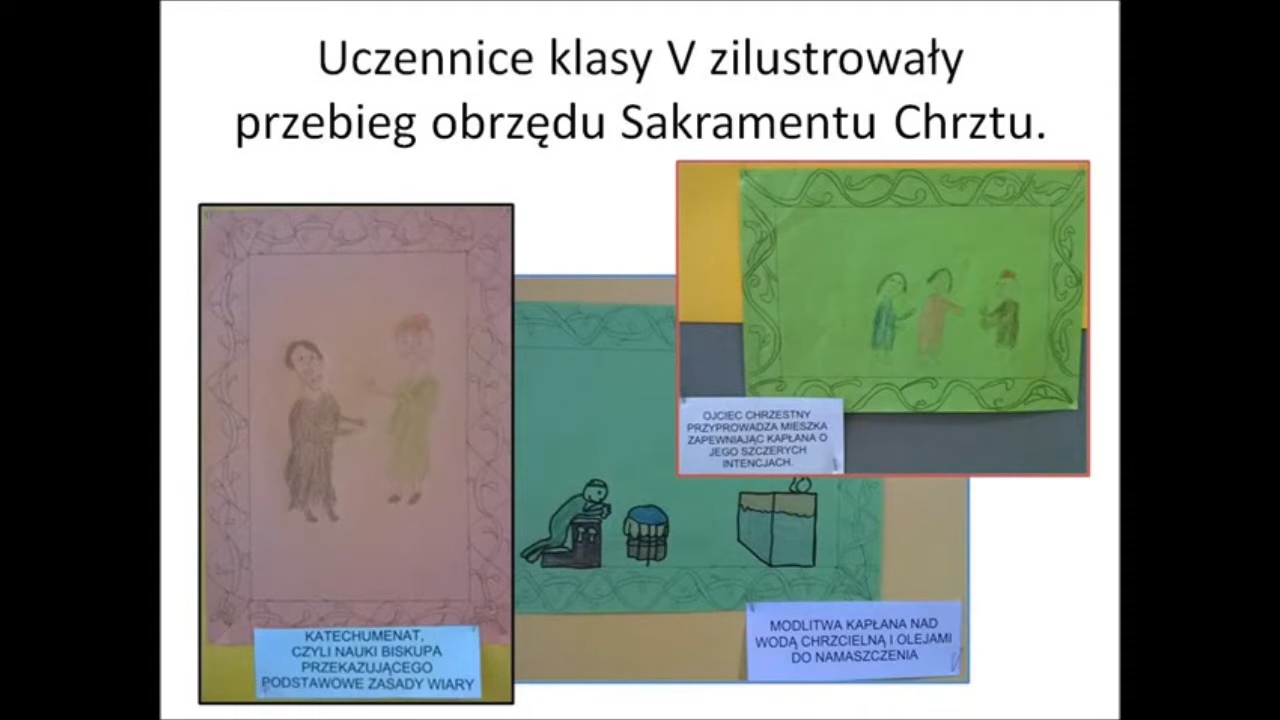 Uczennice klasy V zilustrowały
przebieg obrzędu Sakramentu Chrztu.
OJCIEC CHRZESTNY
PRZYPROWADZA MIESZKA
ZAPEWNIAJĄC KAPŁANA O
JEGO SZCZERYCH
INTENCJACH.
KATECHUMENAT,
CZYLI NAUKI BISKUPA
PRZEKAZUJĄCEGO
PODSTAWOWE ZASADY WIARY
MODLITWA KAPŁANA NAD
WODĄ CHRZCIELNĄ I OLEJAMI
DO NAMASZCZENIA